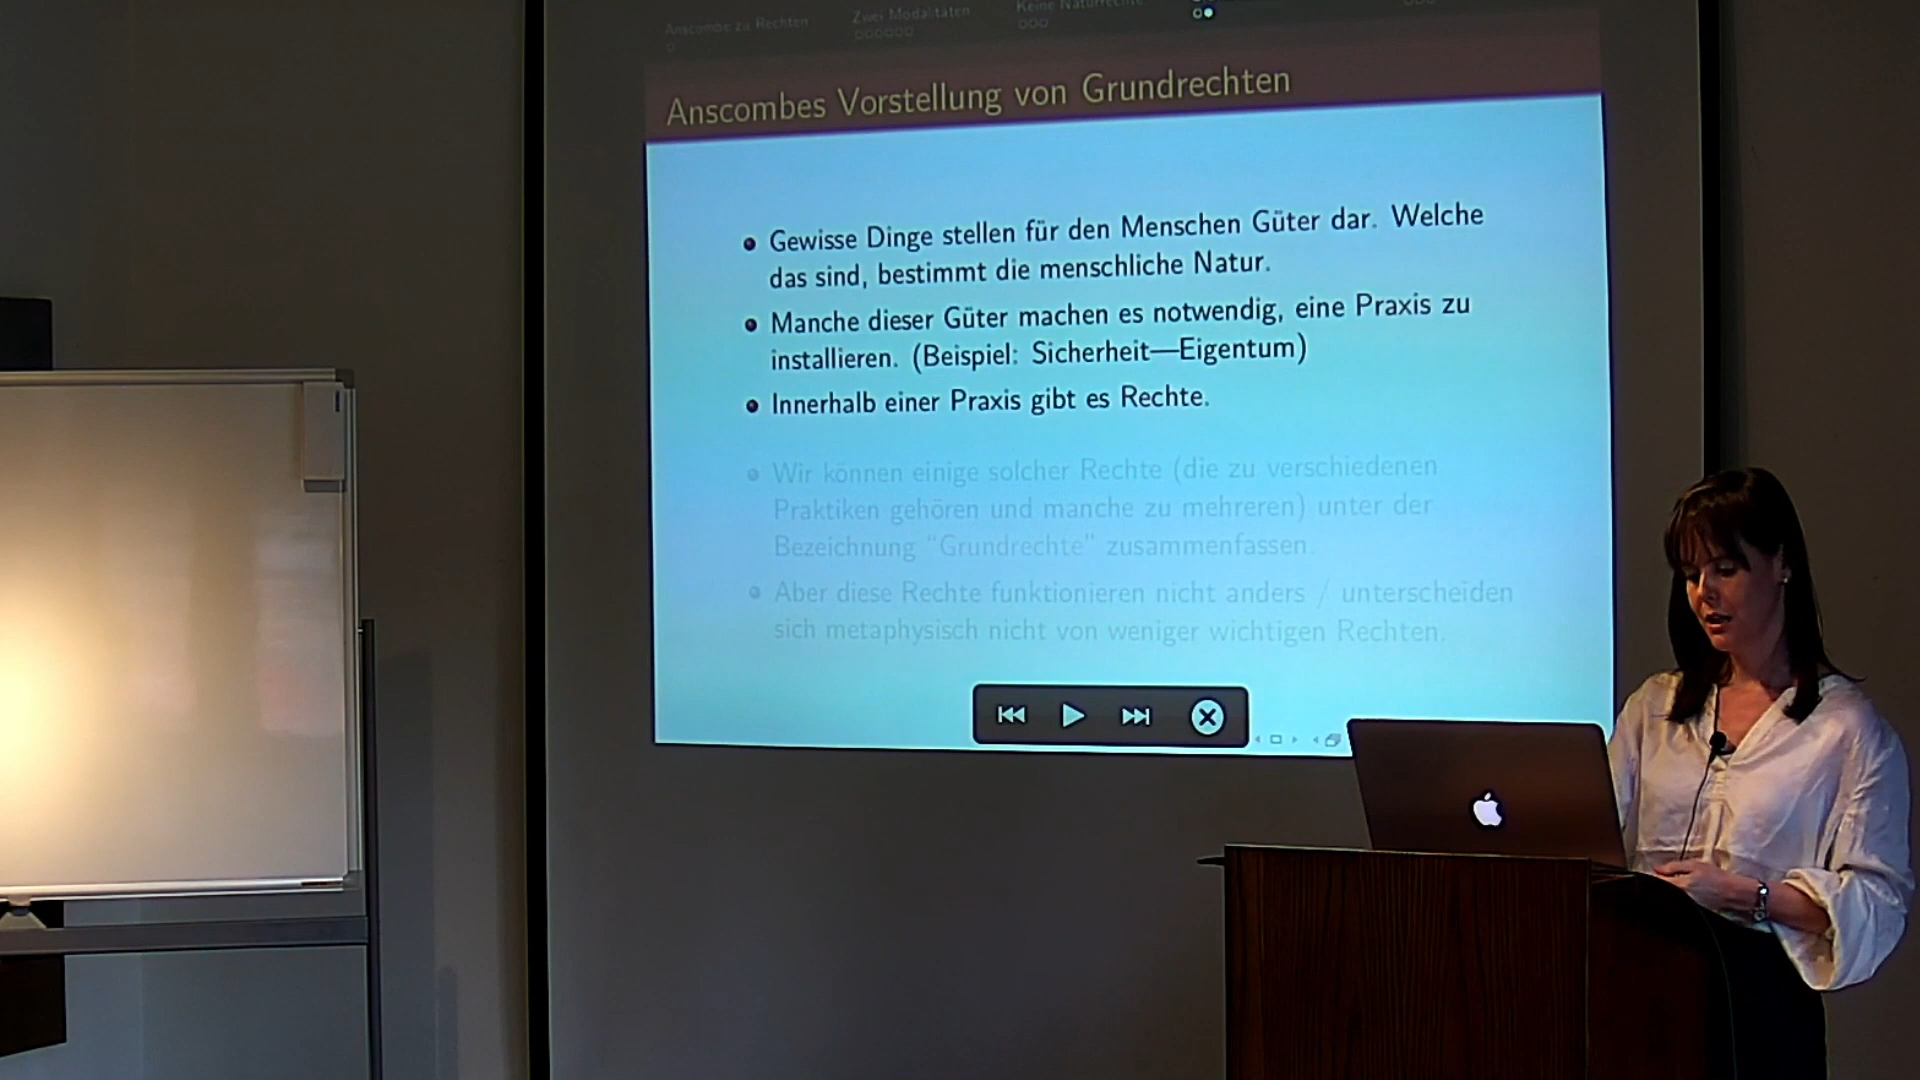 Anscombe zu Rechten
Zwei Modalitäten
Keine Naturrechte
Anscombes Vorstellung von Grundrechten
Gewisse Dinge stellen für den Menschen Güter dar. Welche
das sind, bestimmt die menschliche Natur.
Manche dieser Güter machen es notwendig, eine Praxis zu
installieren. (Beispiel: Sicherheit—Eigentum)
Innerhalb einer Praxis gibt es Rechte.
Wir können einige solcher Rechte (die zu verschiedenen
Praktiken gehören und manche zu mehreren) unter der
Bezeichnung “Grundrechte” zusammenfassen.
Aber diese Rechte funktionieren nicht anders / unterscheiden
sich metaphysisch nicht von weniger wichtigen Rechten.